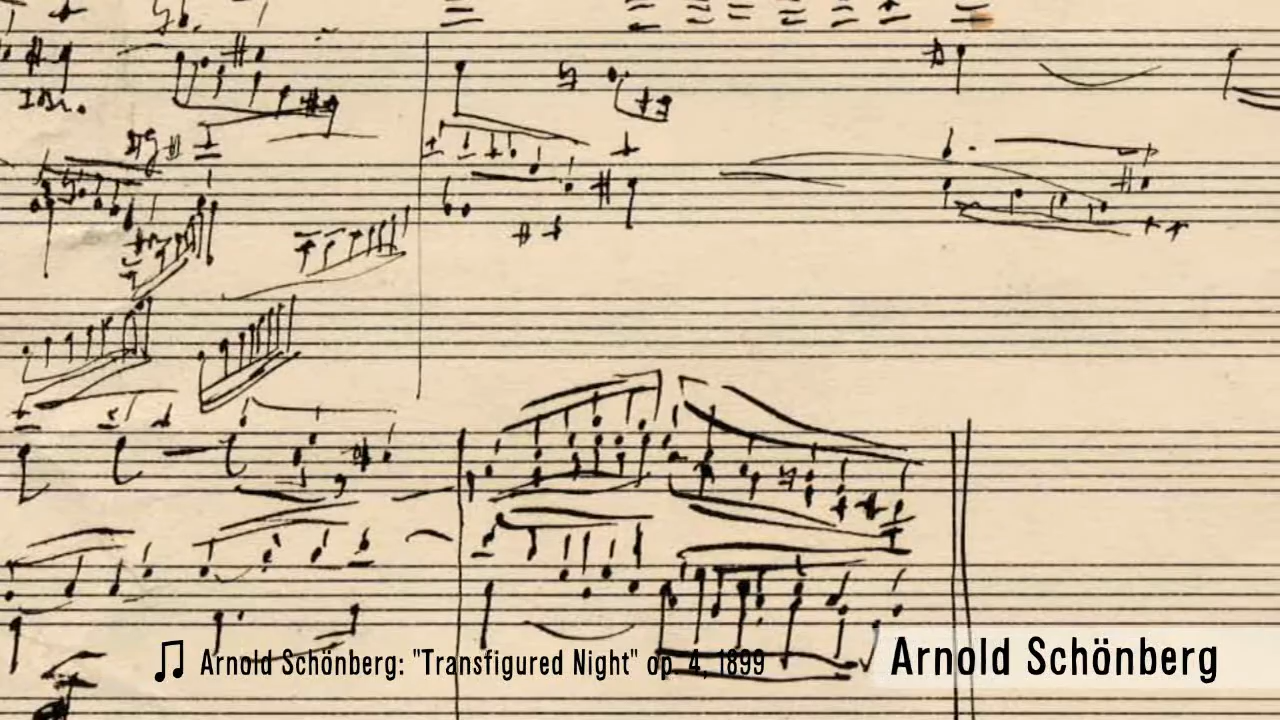 ♫ Arnold Schönberg: "Transfigured Night" op. 4, 1899
Arnold Schönberg